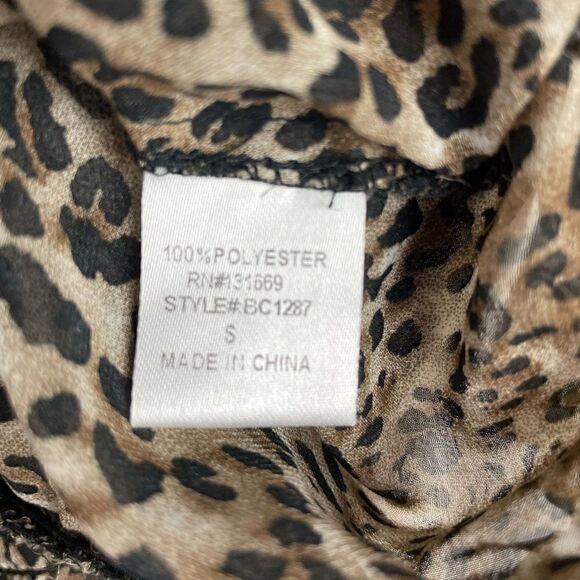 100%POLYESTER
RN#131669
STYLE#:BC1287
S
MADE IN CHINA